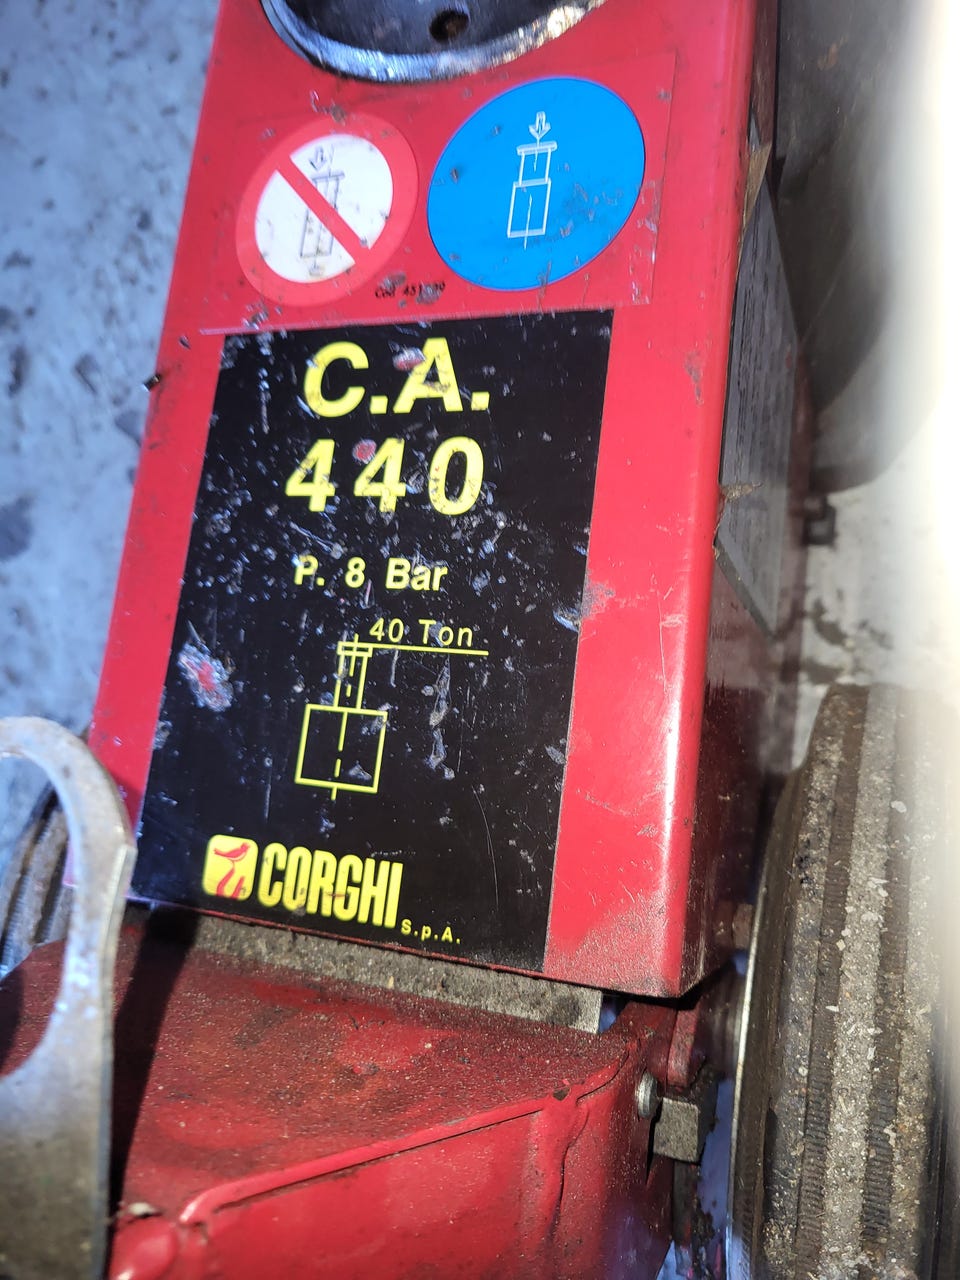 C.A.
440
P. 8 Bar
40 Ton
CORGHI
s.p.A.